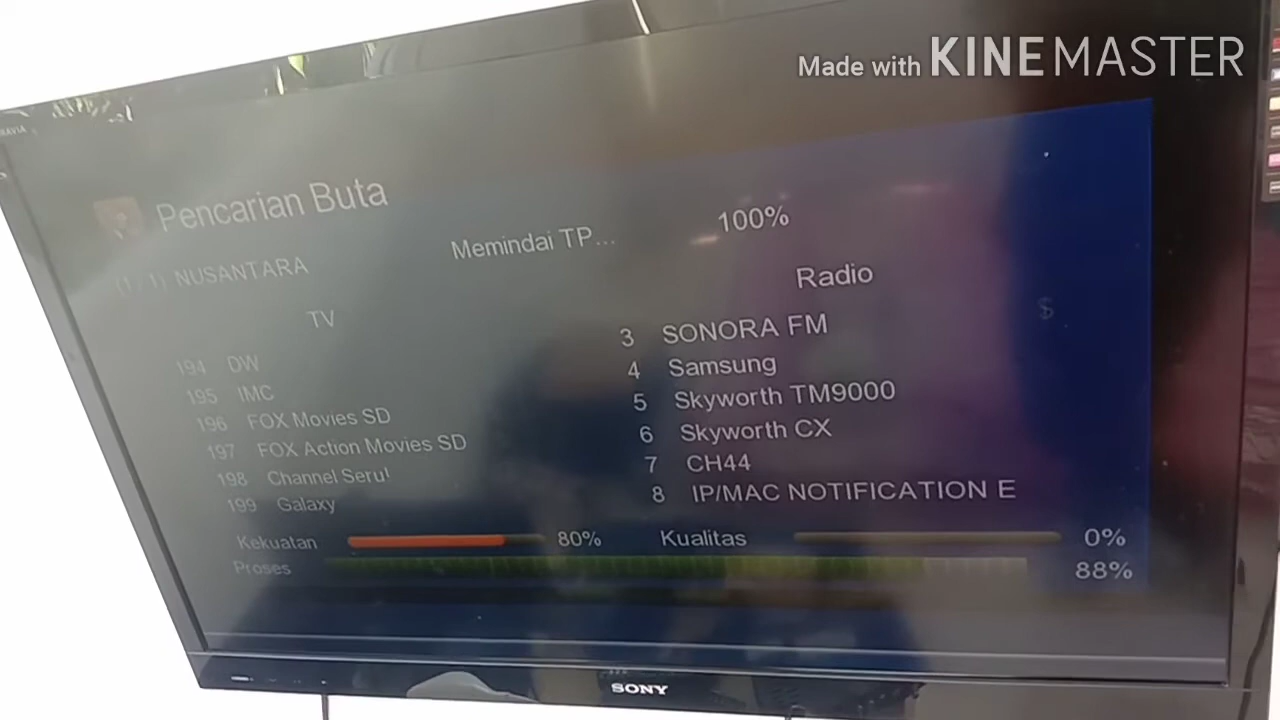 Made with KINEMASTER
Pencarian Buta
Memindai TP... 100%
(1/1) NUSANTARA
TV
Radio
194 DW
195 IMC
196 FOX Movies SD
197 FOX Action Movies SD
198 Channel Seru!
199 Galaxy
3 SONORA FM
4 Samsung
5 Skyworth TM9000
6 Skyworth CX
7 CH44
8 IP/MAC NOTIFICATION E
$
Kekuatan 80% Kualitas 0%
Proses 88%
SONY